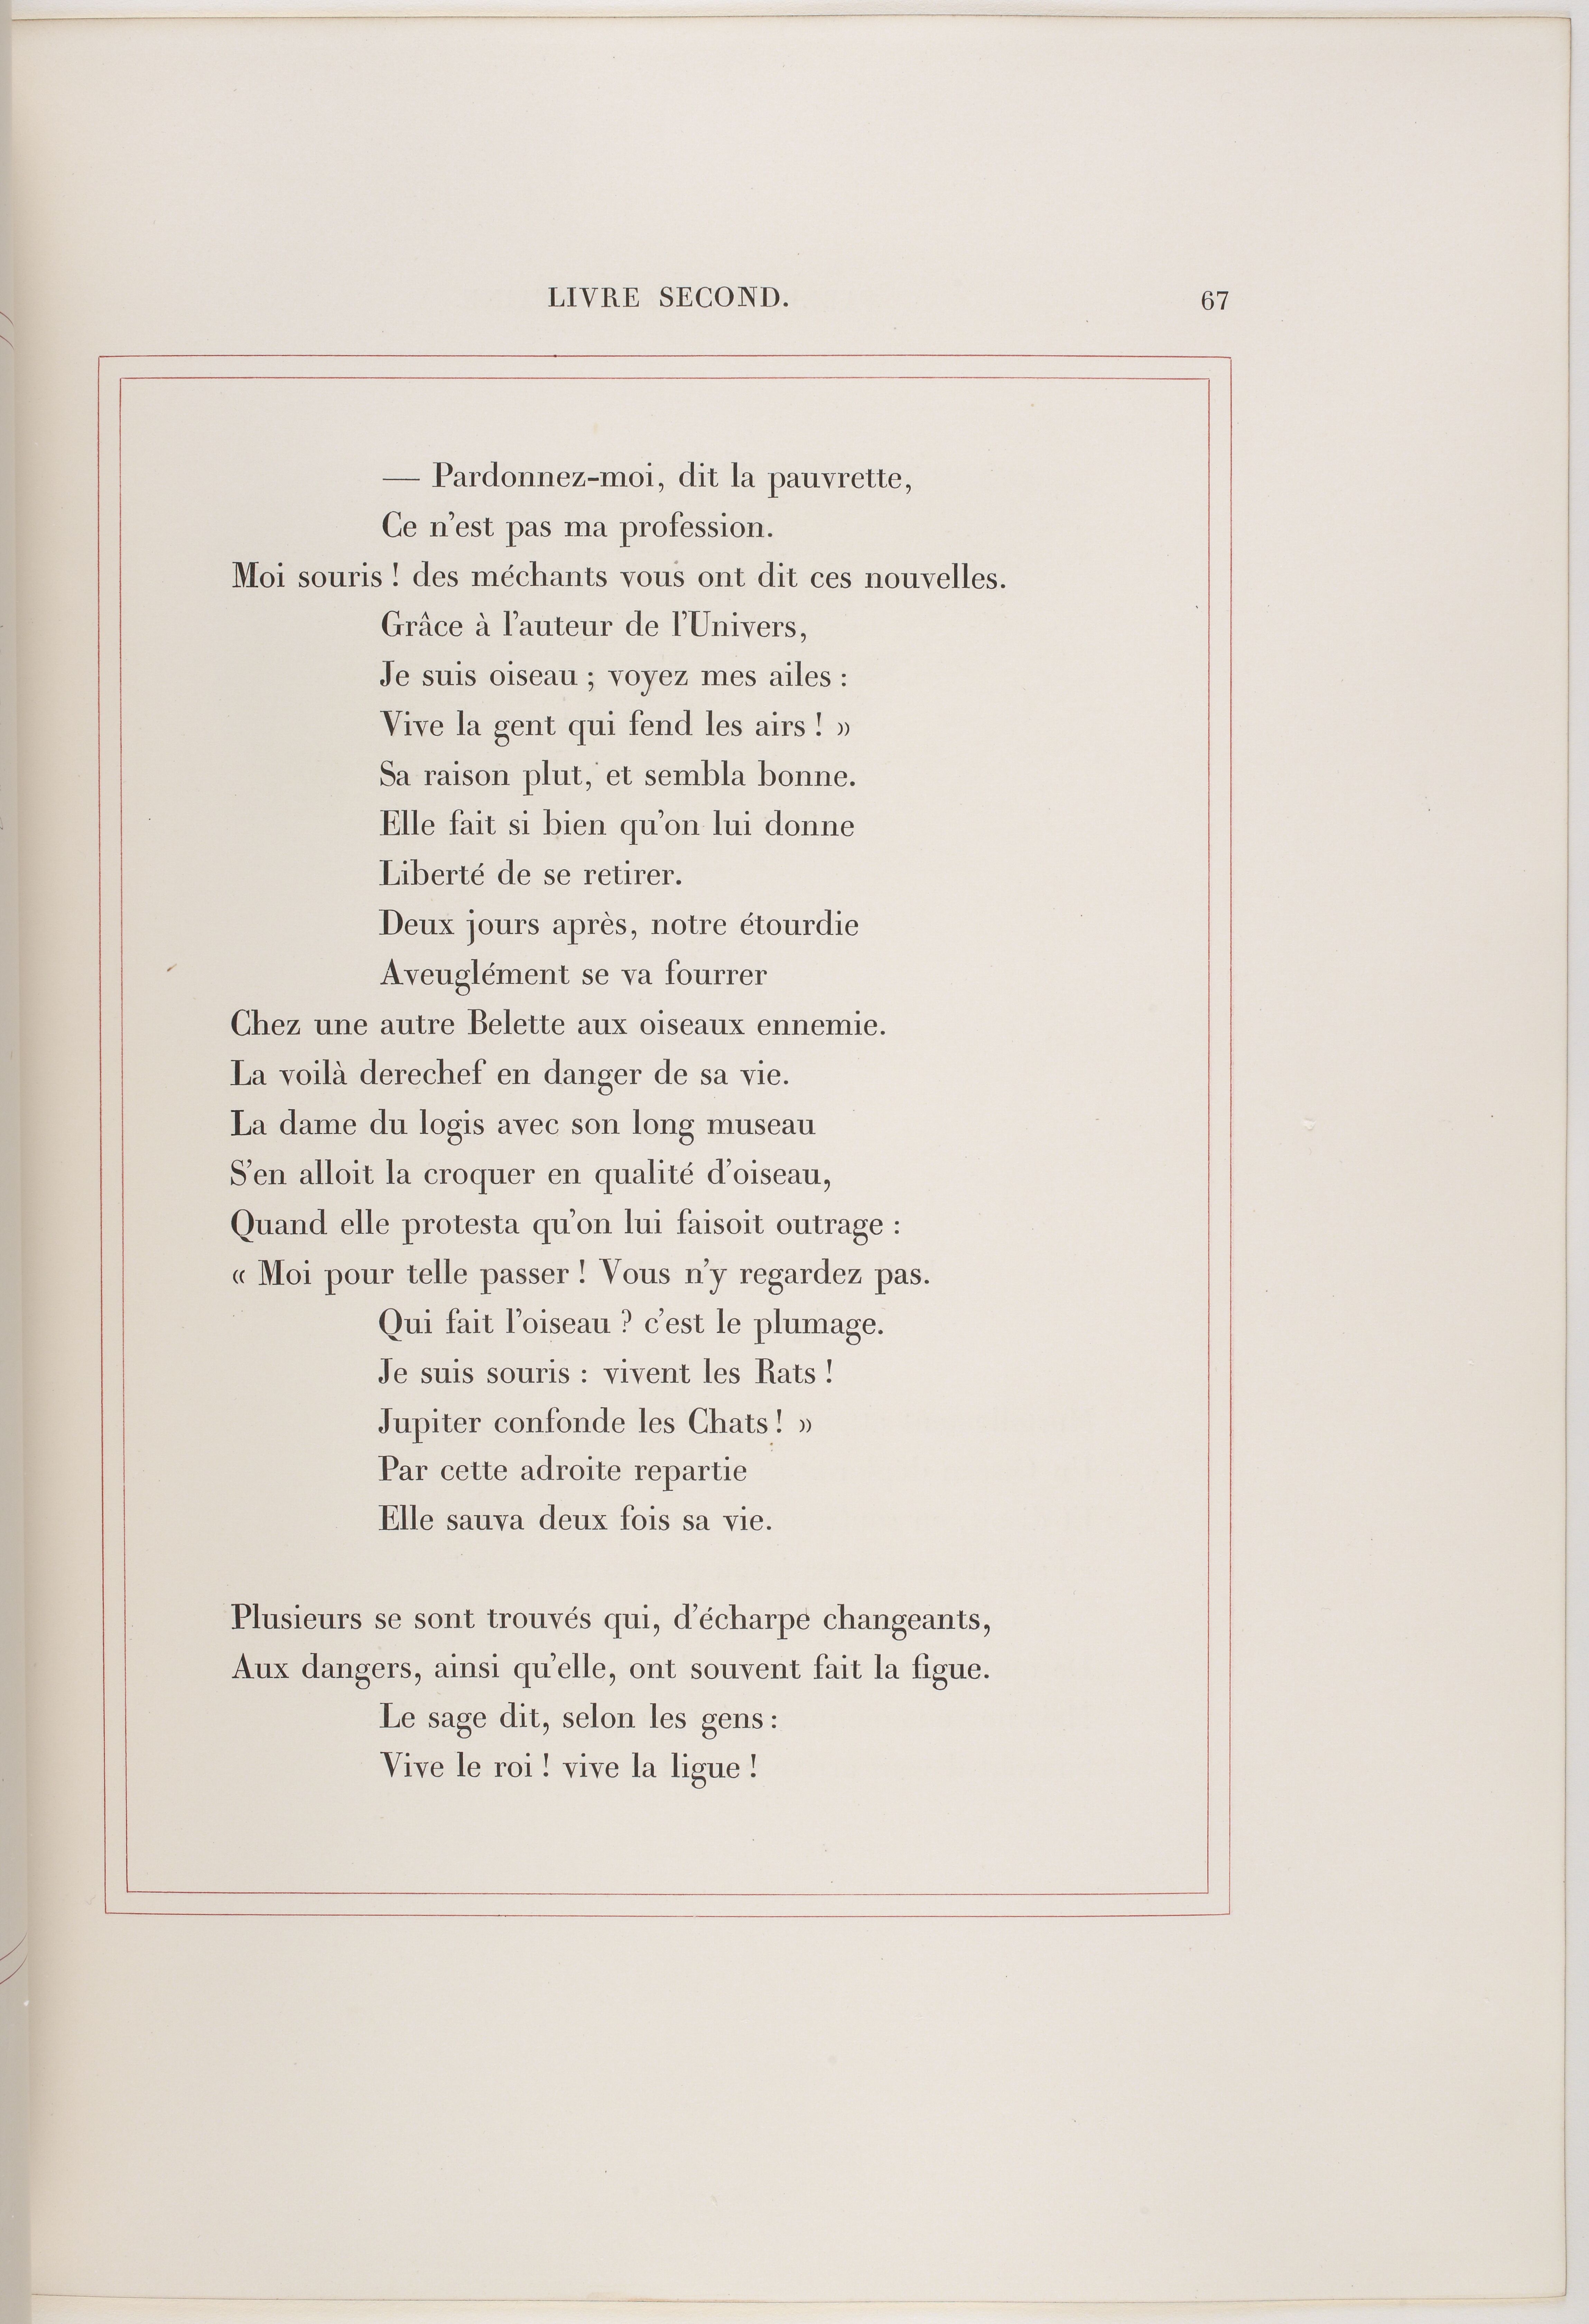 LIVRE SECOND. 67
— Pardonnez-moi, dit la pauvrette,
Ce n'est pas ma profession.
Moi souris ! des méchants vous ont dit ces nouvelles.
Grâce à l'auteur de l'Univers,
Je suis oiseau ; voyez mes ailes :
Vive la gent qui fend les airs ! »
Sa raison plut, et sembla bonne.
Elle fait si bien qu'on lui donne
Liberté de se retirer.
Deux jours après, notre étourdie
Aveuglément se va fourrer
Chez une autre Belette aux oiseaux ennemie.
La voilà derechef en danger de sa vie.
La dame du logis avec son long museau
S'en alloit la croquer en qualité d'oiseau,
Quand elle protesta qu'on lui faisoit outrage :
« Moi pour telle passer ! Vous n'y regardez pas.
Qui fait l'oiseau ? c'est le plumage.
Je suis souris : vivent les Rats !
Jupiter confonde les Chats ! »
Par cette adroite repartie
Elle sauva deux fois sa vie.
Plusieurs se sont trouvés qui, d'écharpe changeants,
Aux dangers, ainsi qu'elle, ont souvent fait la figue.
Le sage dit, selon les gens :
Vive le roi ! vive la ligue !